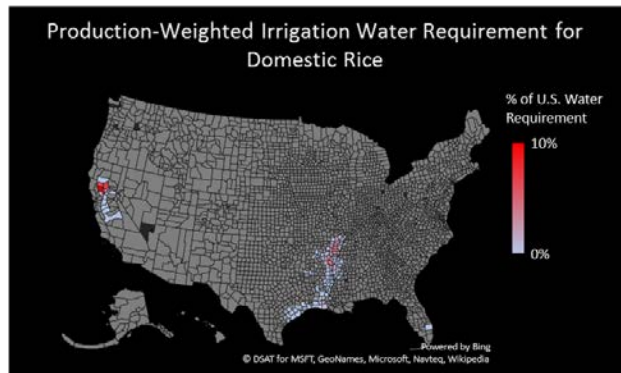 Production-Weighted Irrigation Water Requirement for
Domestic Rice
% of U.S. Water
Requirement
10%
0%
Powered by Bing
© DSAT for MSFT, GeoNames, Microsoft, Navteq, Wikipedia